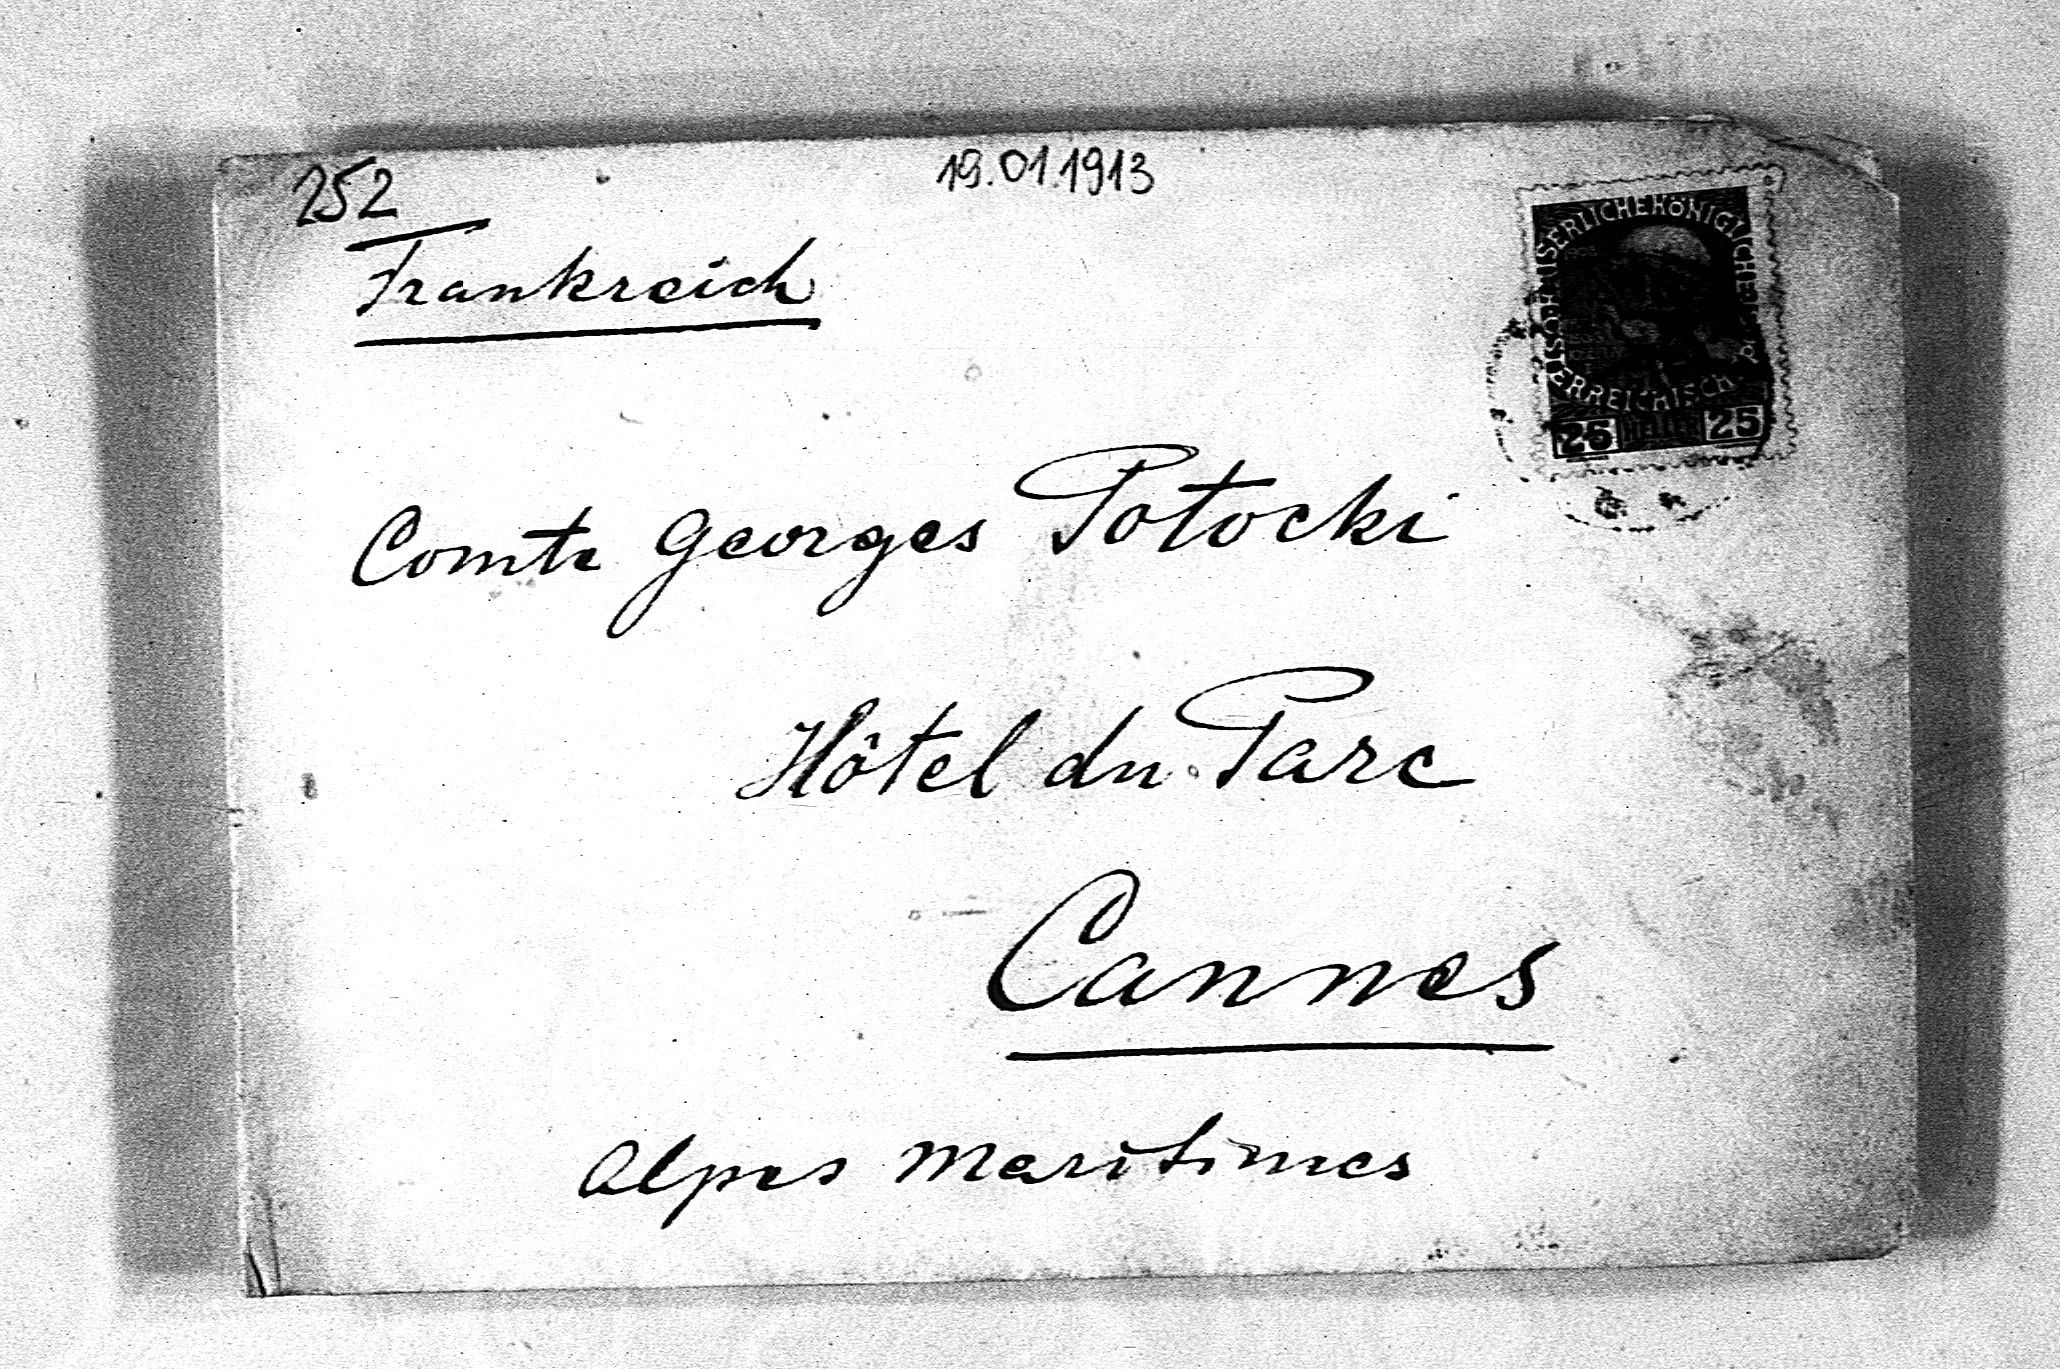 252
19.01.1913
Frankreich
KAISERLICHE KÖNIGLICHE ÖSTERREICHISCHE
25 HELLER 25
Comte Georges Potocki
Hôtel du Parc
Cannes
Alpes Maritimes